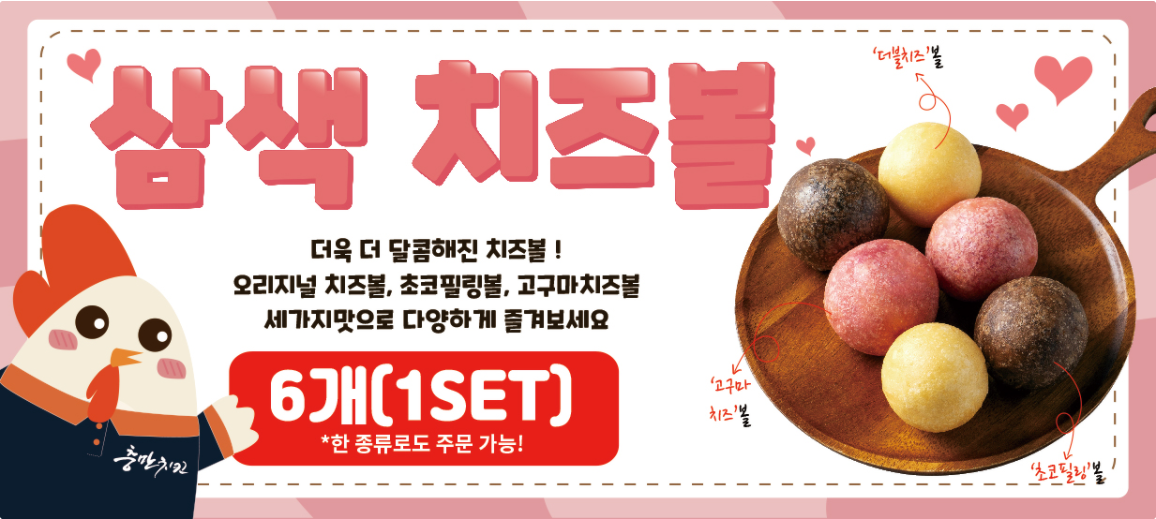 삼색 치즈볼
'더블치즈'볼
더욱 더 달콤해진 치즈볼 !
오리지널 치즈볼, 초코필링볼, 고구마치즈볼
세가지맛으로 다양하게 즐겨보세요
6개(1SET)
*한 종류로도 주문 가능!
'고구마
치즈'볼
'초코필링'볼
충만치킨